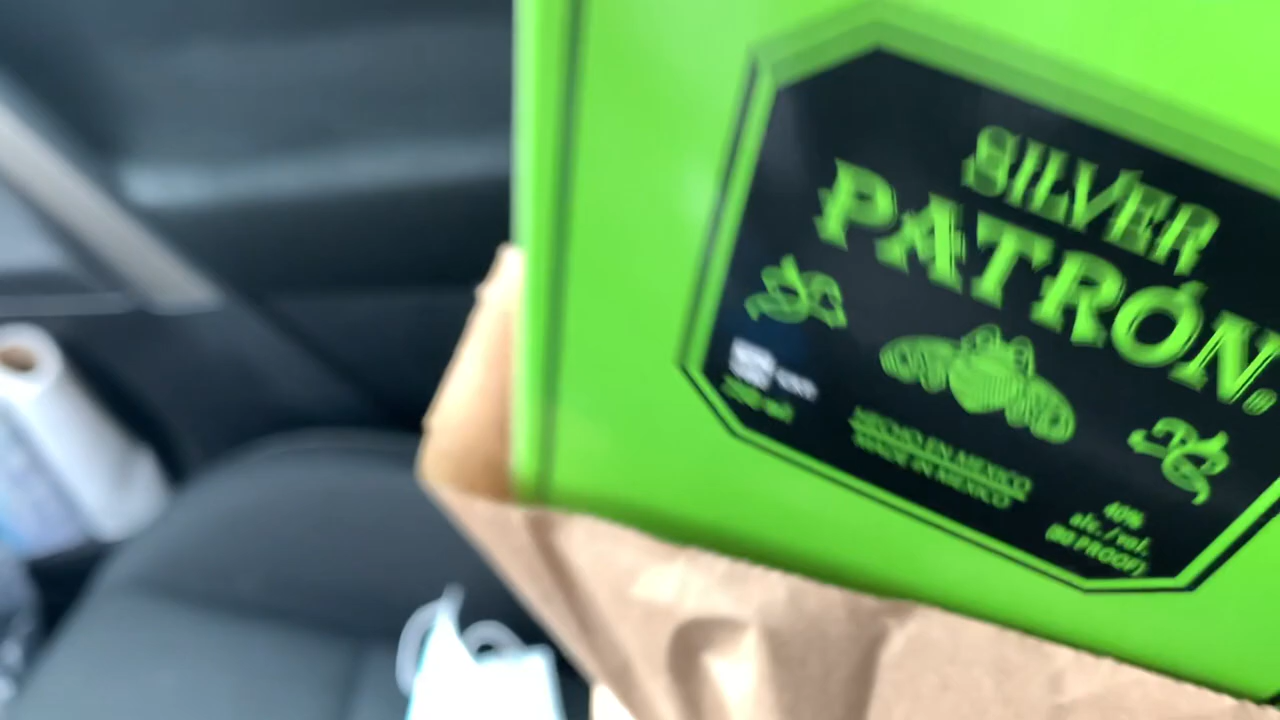 SILVER
PATRÓN®
HECHO EN MEXICO
MADE IN MEXICO
40%
alc./vol.
(80 PROOF)